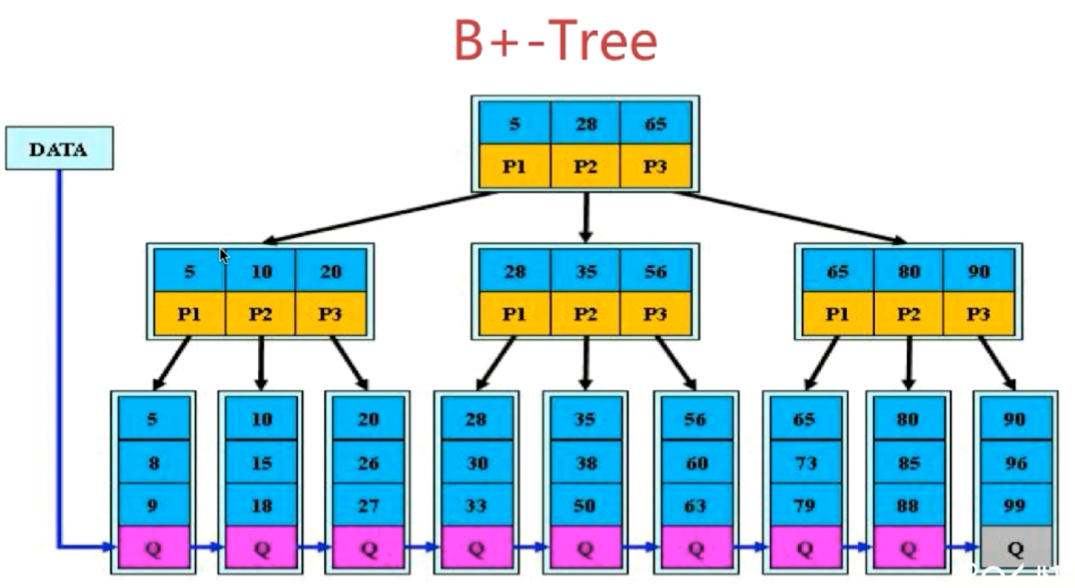 B+-Tree
5 28 65
DATA
P1 P2 P3
5 10 20 28 35 56 65 80 90
P1 P2 P3 P1 P2 P3 P1 P2 P3
5 10 20 28 35 56 65 80 90
8 15 26 30 38 60 73 85 96
9 18 27 33 50 63 79 88 99
Q Q Q Q Q Q Q Q Q